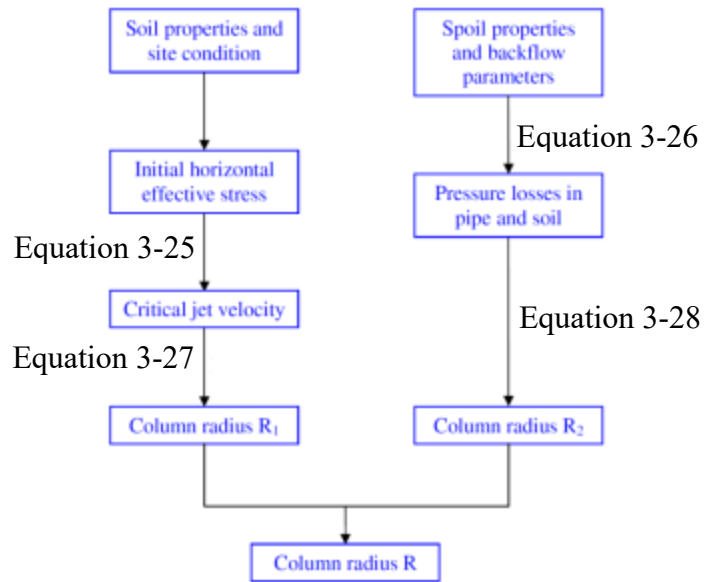 Soil properties and
site condition
Spoil properties
and backflow
parameters
Equation 3-26
Initial horizontal
effective stress
Pressure losses in
pipe and soil
Equation 3-25
Critical jet velocity
Equation 3-28
Equation 3-27
Column radius R₁
Column radius R₂
Column radius R